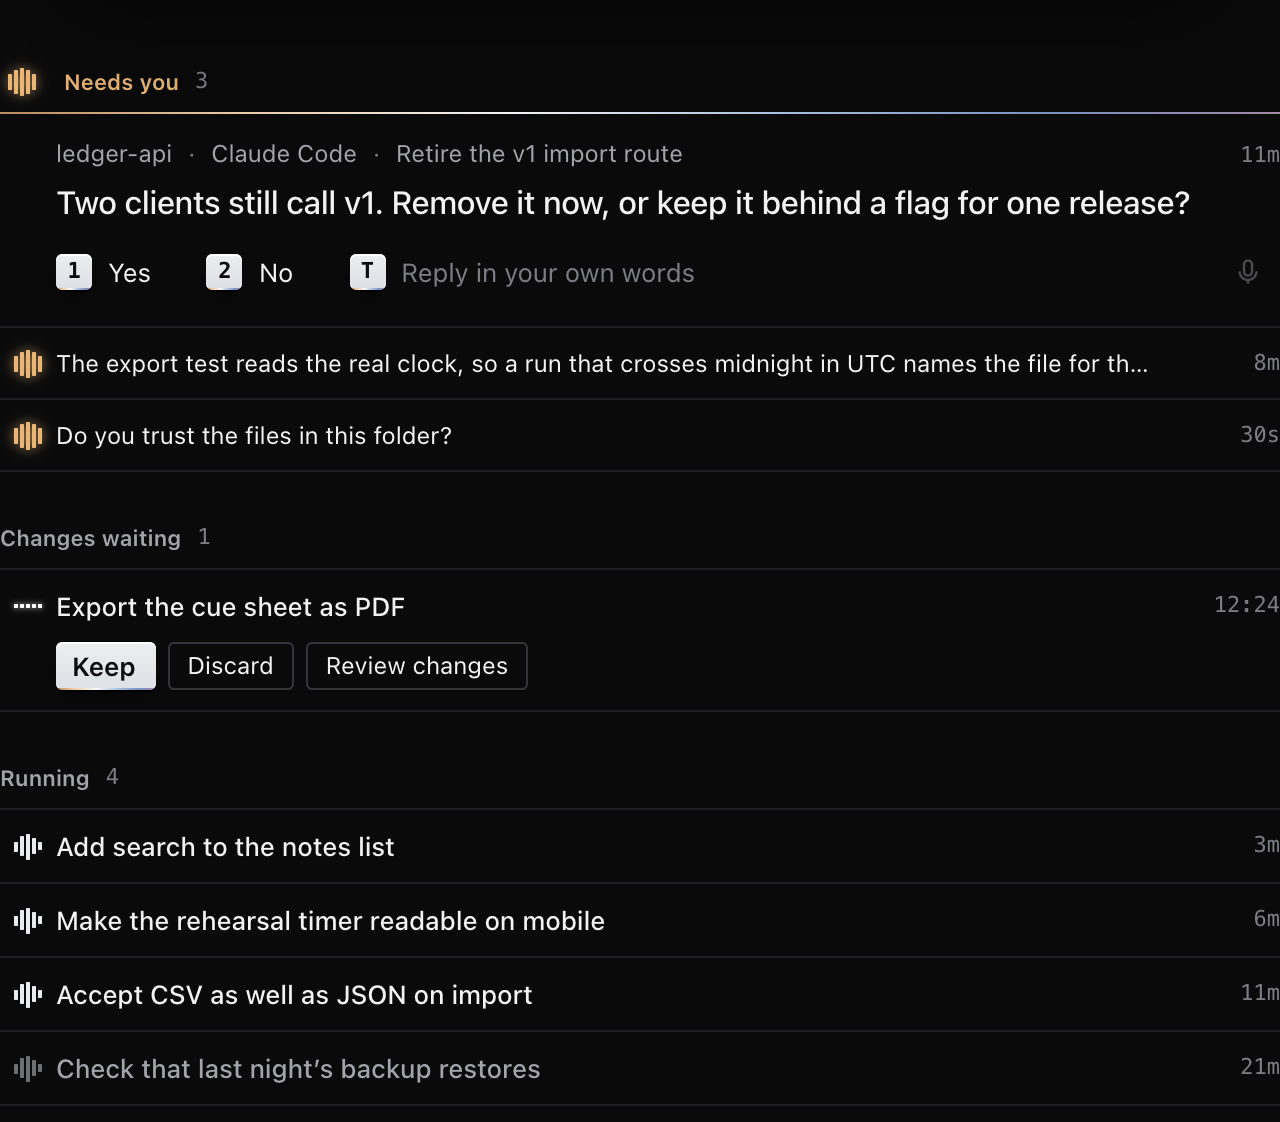 Needs you 3
ledger-api · Claude Code · Retire the v1 import route 11m
Two clients still call v1. Remove it now, or keep it behind a flag for one release?
1 Yes 2 No T Reply in your own words
The export test reads the real clock, so a run that crosses midnight in UTC names the file for th... 8m
Do you trust the files in this folder? 30s
Changes waiting 1
Export the cue sheet as PDF 12:24
Keep Discard Review changes
Running 4
Add search to the notes list 3m
Make the rehearsal timer readable on mobile 6m
Accept CSV as well as JSON on import 11m
Check that last night’s backup restores 21m